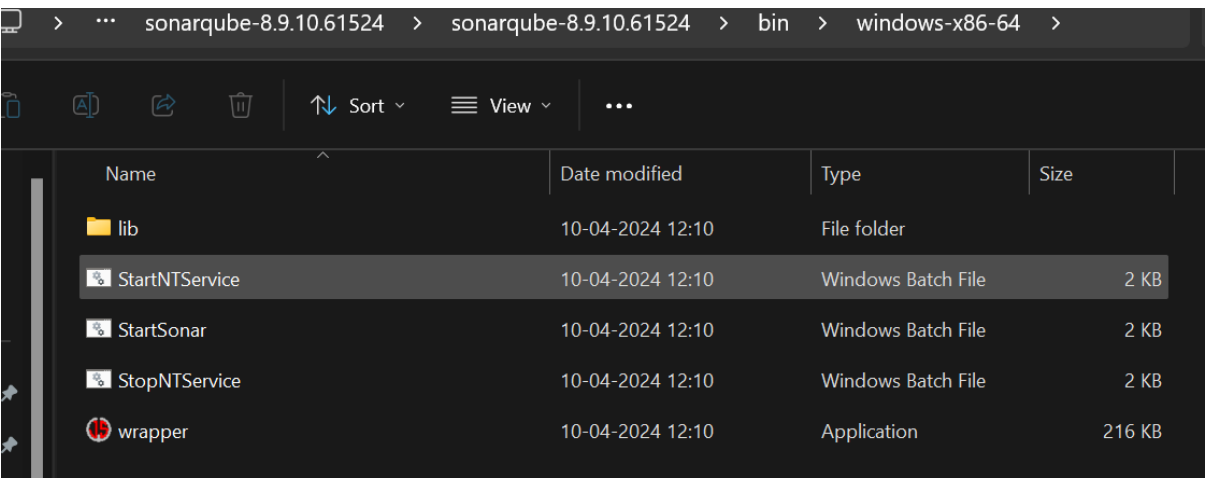 > ... sonarqube-8.9.10.61524 > sonarqube-8.9.10.61524 > bin > windows-x86-64 >
Sort View ...
Name Date modified Type Size
lib 10-04-2024 12:10 File folder
StartNTService 10-04-2024 12:10 Windows Batch File 2 KB
StartSonar 10-04-2024 12:10 Windows Batch File 2 KB
StopNTService 10-04-2024 12:10 Windows Batch File 2 KB
wrapper 10-04-2024 12:10 Application 216 KB